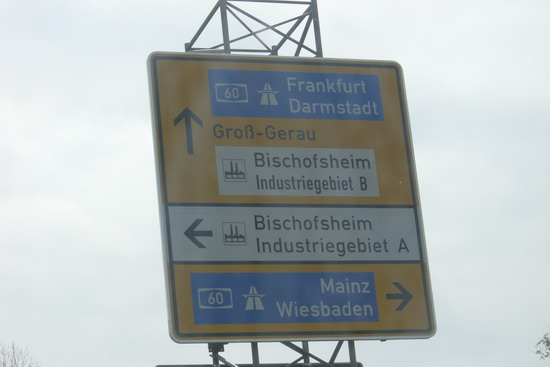 60 Frankfurt
Darmstadt
Groß-Gerau
Bischofsheim
Industriegebiet B
Bischofsheim
Industriegebiet A
60 Mainz
Wiesbaden